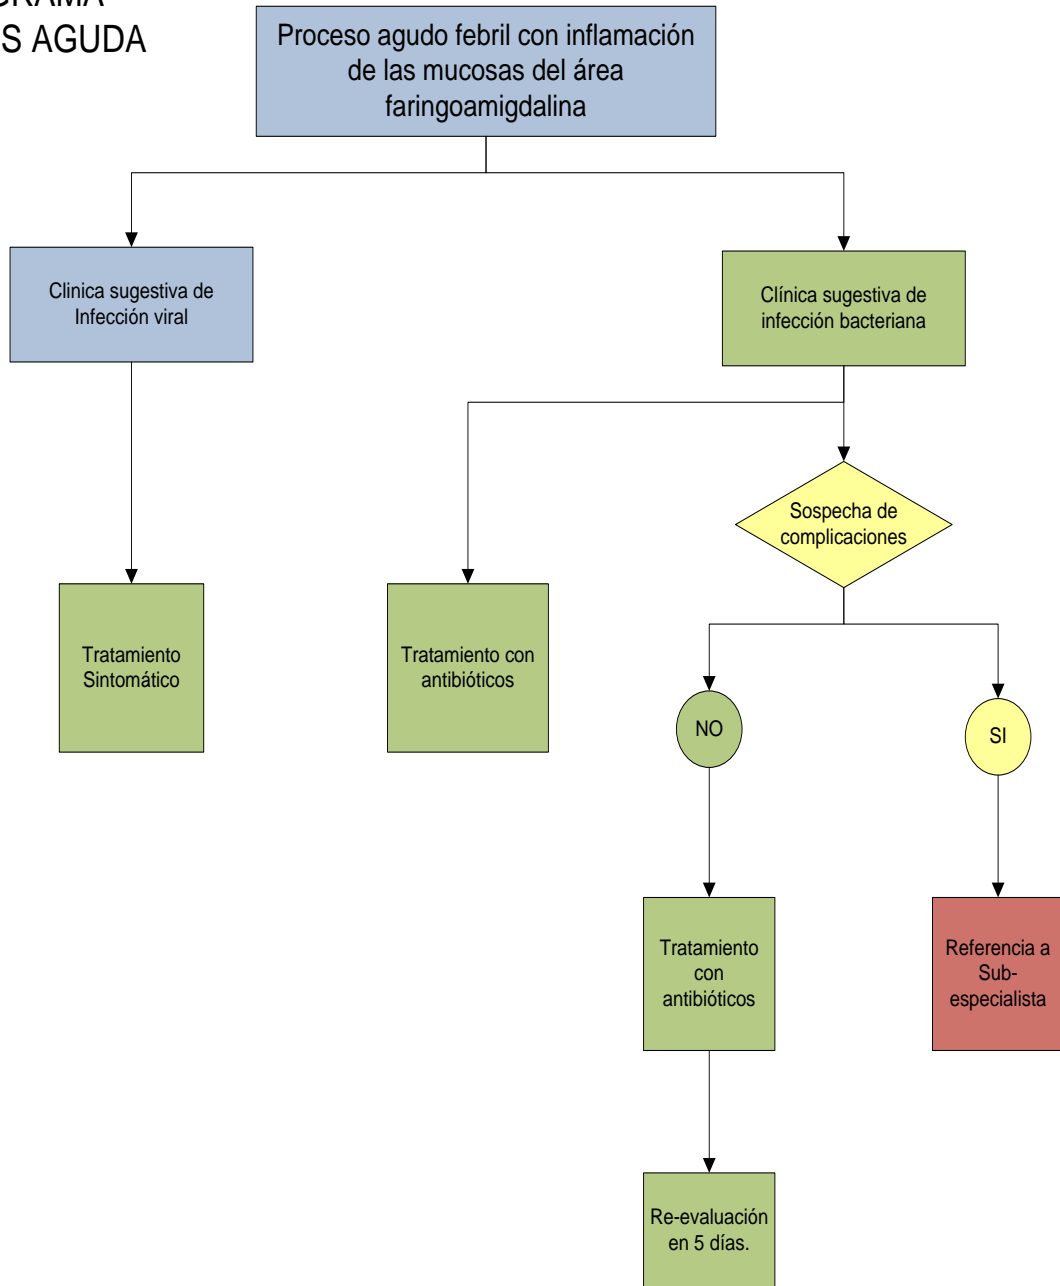 S AGUDA
Proceso agudo febril con inflamación
de las mucosas del área
faringoamigdalina
Clinica sugestiva de
Infección viral
Clínica sugestiva de
infección bacteriana
Sospecha de
complicaciones
Tratamiento
Sintomático
Tratamiento con
antibióticos
NO
SI
Tratamiento
con
antibióticos
Referencia a
Sub-
especialista
Re-evaluación
en 5 días.